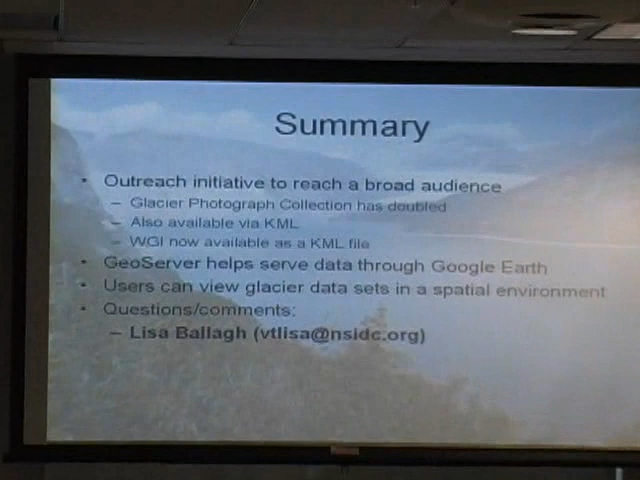 Summary
• Outreach initiative to reach a broad audience
– Glacier Photograph Collection has doubled
– Also available via KML
– WGI now available as a KML file
• GeoServer helps serve data through Google Earth
• Users can view glacier data sets in a spatial environment
• Questions/comments:
– Lisa Ballagh (vtlisa@nsidc.org)